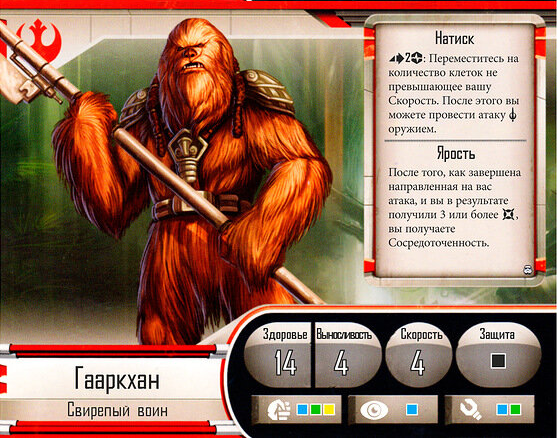 Натиск
2: Переместитесь на
количество клеток не
превышающее вашу
Скорость. После этого вы
можете провести атаку
оружием.
Ярость
После того, как завершена
направленная на вас
атака, и вы в результате
получили 3 или более ,
вы получаете
Сосредоточенность.
Здоровье Выносливость Скорость Защита
14 4 4
Гааркхан
Свирепый воин